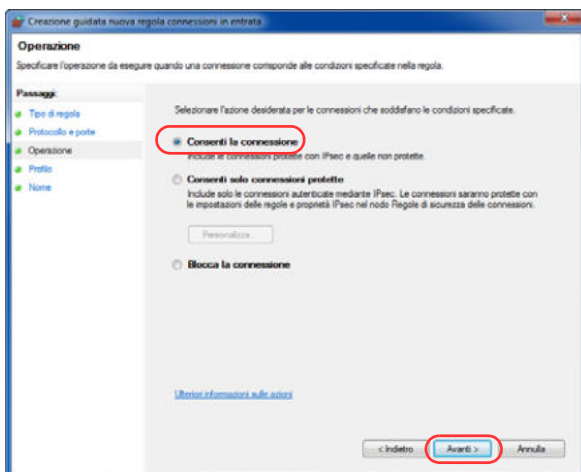 Creazione guidata nuova regola connessioni in entrata
Operazione
Specificare l'operazione da eseguire quando una connessione corrisponde alle condizioni specificate nella regola.
Passaggi:
Tipo di regola
Protocollo e porte
Operazione
Profilo
Nome
Selezionare l'azione desiderata per le connessioni che soddisfano le condizioni specificate.
Consenti la connessione
Include le connessioni protette con IPsec e quelle non protette.
Consenti solo connessioni protette
Include solo le connessioni autenticate mediante IPsec. Le connessioni saranno protette con
le impostazioni delle regole e proprietà IPsec nel nodo Regole di sicurezza delle connessioni.
Personalizza...
Blocca la connessione
Ulteriori informazioni sulle azioni
< Indietro
Avanti >
Annulla